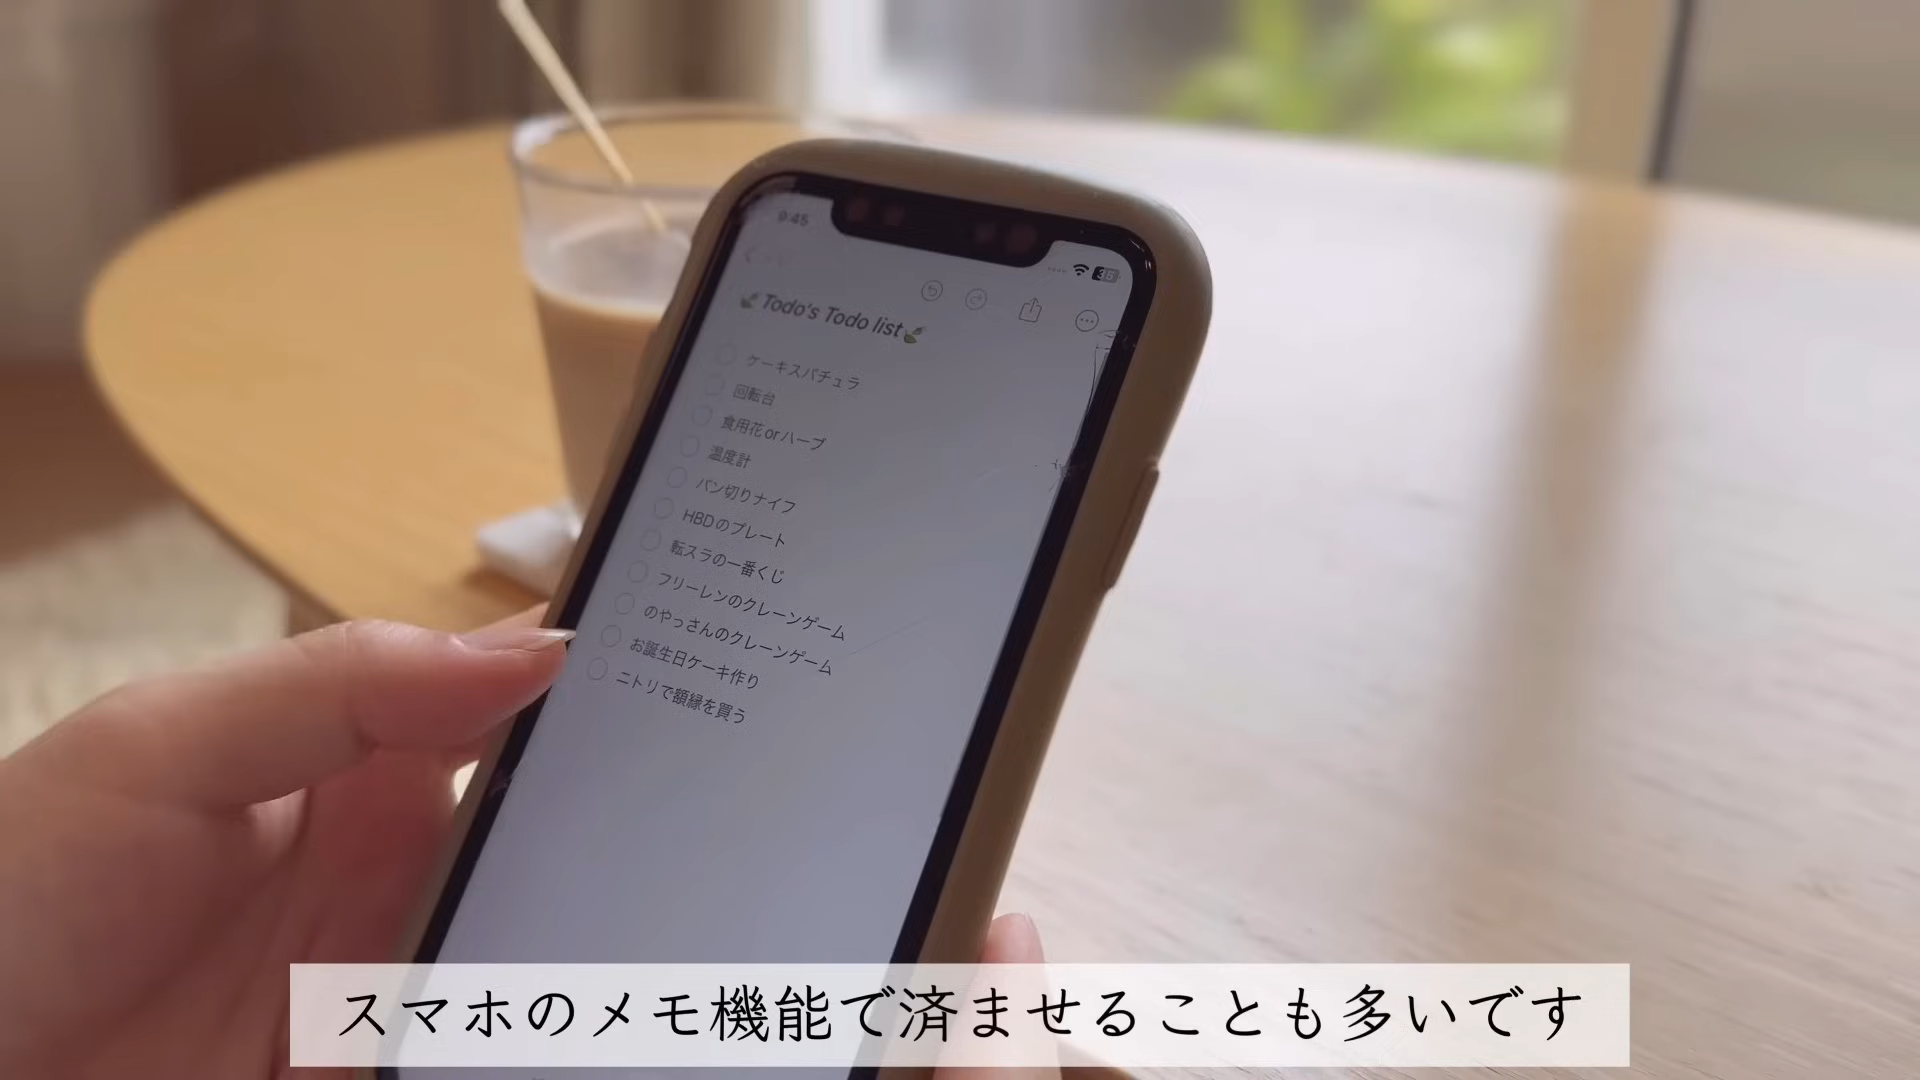 9:45
35
🌿Todo's Todo list🌿
ケーキスパチュラ
回転台
食用花orハーブ
温度計
パン切りナイフ
HBDのプレート
転スラの一番くじ
フリーレンのクレーンゲーム
のやっさんのクレーンゲーム
お誕生日ケーキ作り
ニトリで額縁を買う
スマホのメモ機能で済ませることも多いです